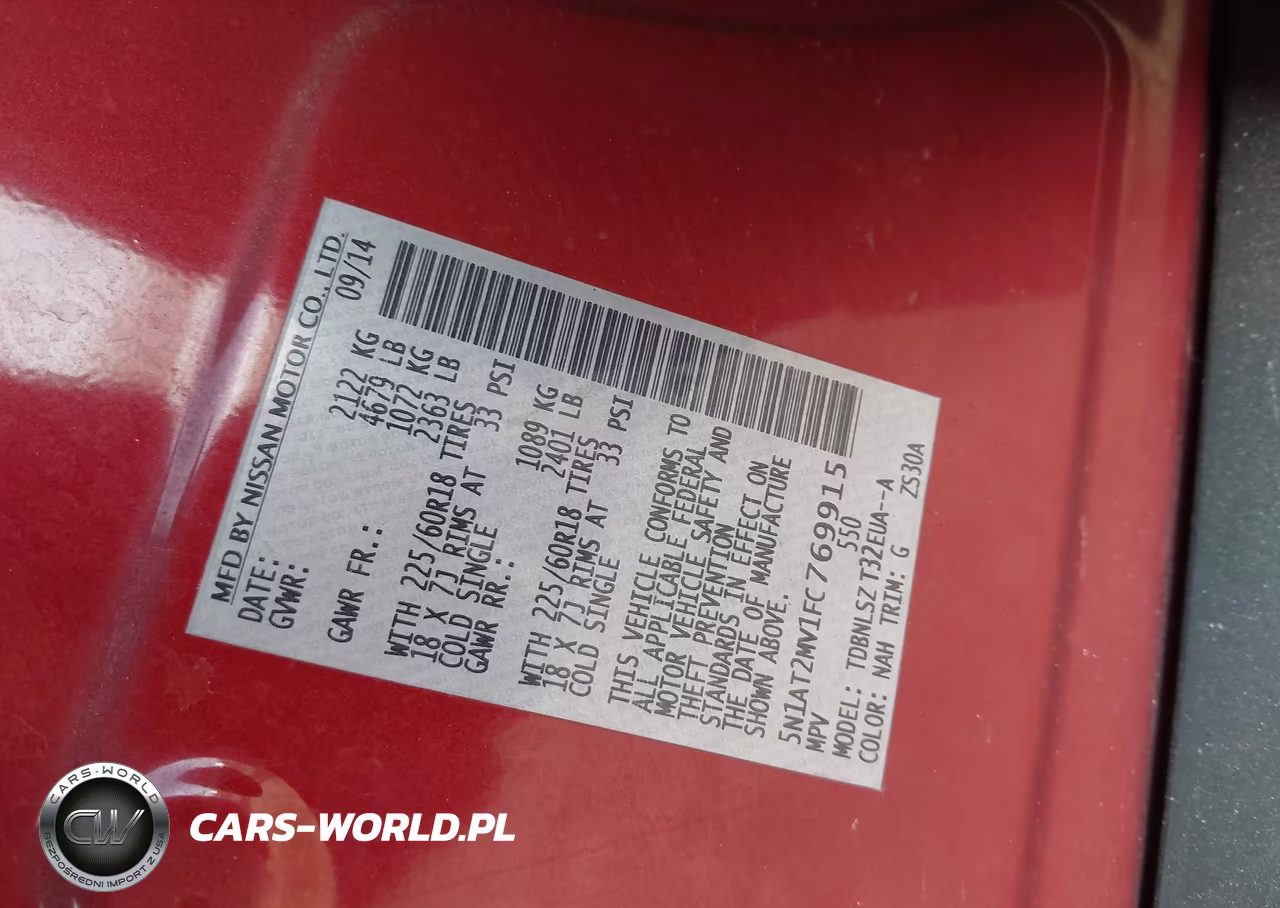 MFD BY NISSAN MOTOR CO., LTD.
DATE: 09/14
GVWR: 2122 KG
4679 LB
GAWR FR.: 1072 KG
2363 LB
WITH 225/60R18 TIRES
18 X 7J RIMS AT 33 PSI
COLD SINGLE
GAWR RR.: 1089 KG
2401 LB
WITH 225/60R18 TIRES
18 X 7J RIMS AT 33 PSI
COLD SINGLE
THIS VEHICLE CONFORMS TO
ALL APPLICABLE FEDERAL
MOTOR VEHICLE SAFETY AND
THEFT PREVENTION
STANDARDS IN EFFECT ON
THE DATE OF MANUFACTURE
SHOWN ABOVE.
5N1AT2MV1FC769915
MPV 550
MODEL: TDBNLSZ T32EUA--A
COLOR: NAH TRIM: G ZS30A
CARS-WORLD
CW
BEZPOŚREDNI IMPORT Z USA
CARS-WORLD.PL